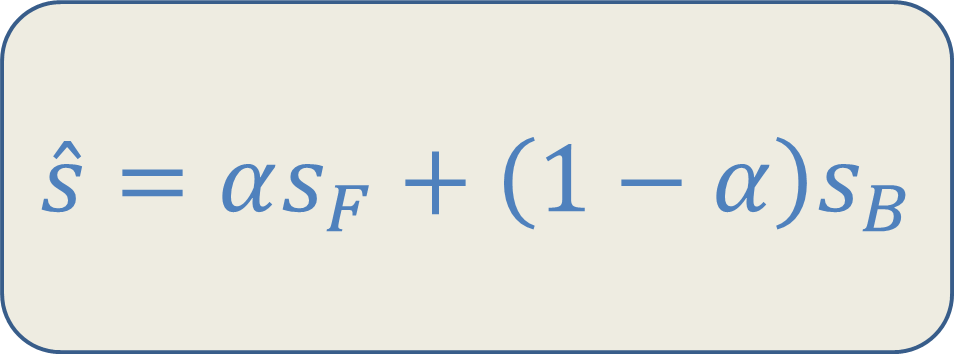 ŝ = αs_F + (1 − α)s_B